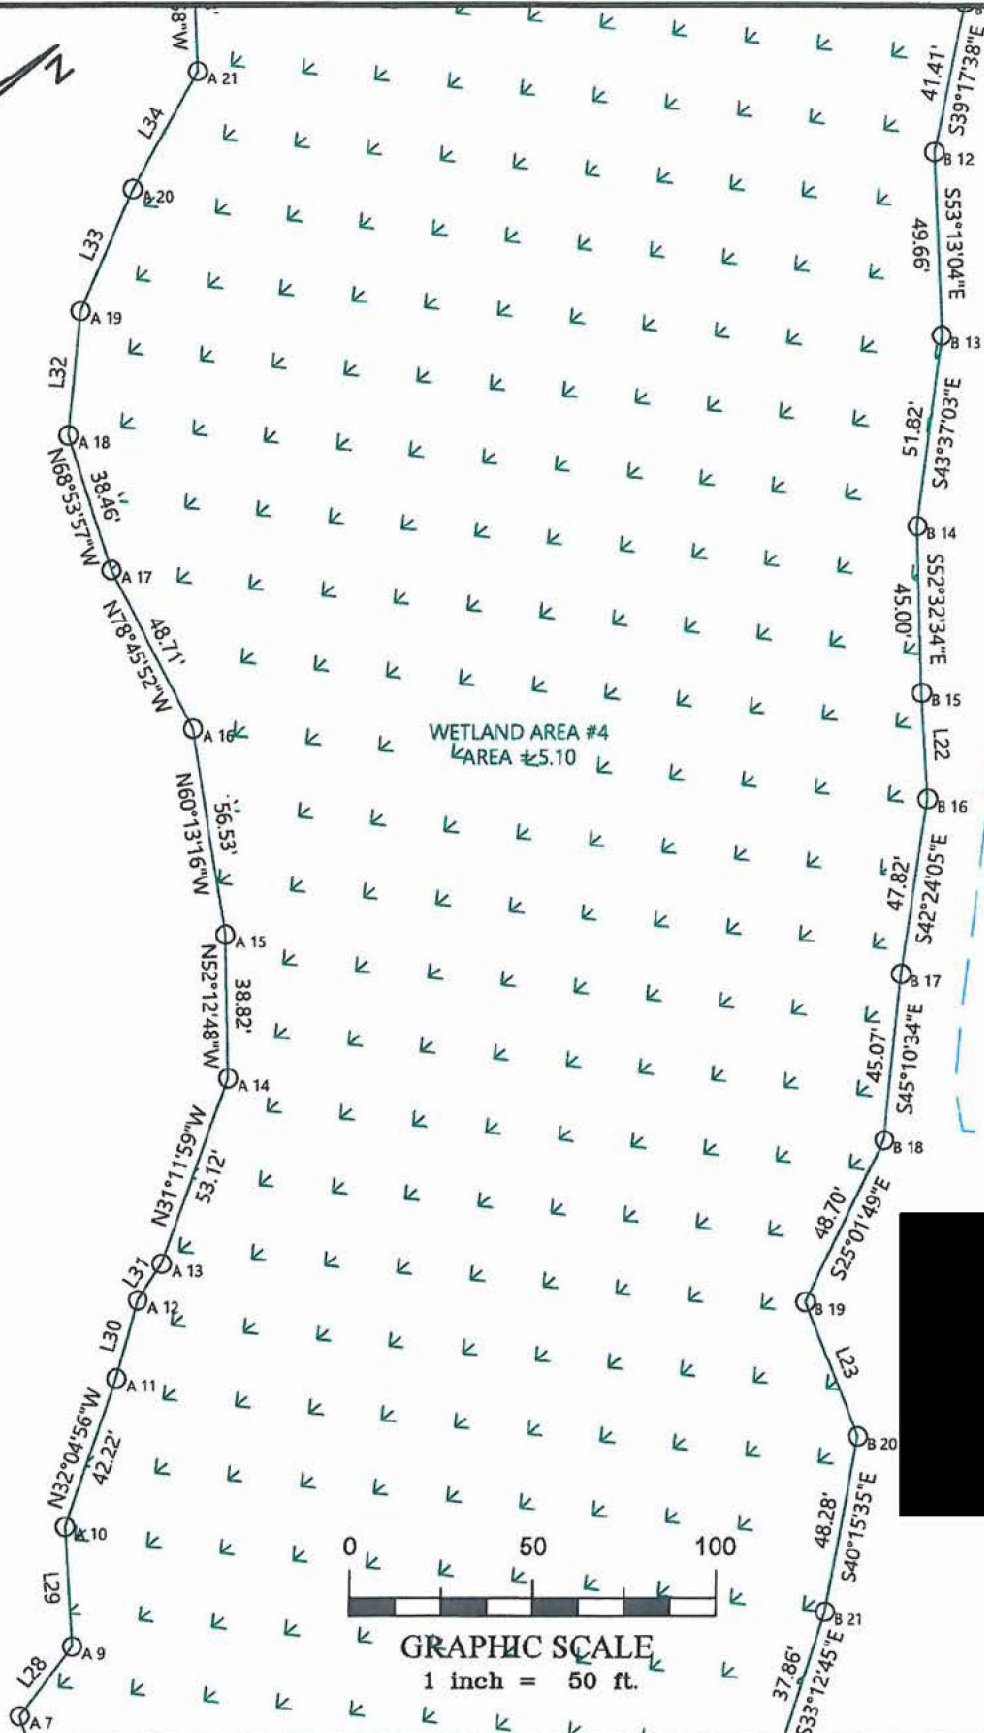 8"W
N
A 21
L34
A 20
L33
A 19
L32
A 18
N68°53'57"W
38.46'
A 17
N78°45'52"W
48.71'
A 16
N60°13'16"W
56.53'
A 15
N52°12'48"W
38.82'
A 14
N31°11'59"W
53.12'
A 13
L31
A 12
L30
A 11
N32°04'56"W
42.22'
A 10
L29
A 9
L28
A 7
WETLAND AREA #4
AREA ±5.10
41.41'
S39°17'38"E
B 12
S53°13'04"E
49.66'
B 13
51.82'
S43°37'03"E
B 14
S52°32'34"E
45.00'
B 15
L22
B 16
47.82'
S42°24'05"E
B 17
45.07'
S45°10'34"E
B 18
48.70'
S25°01'49"E
B 19
L23
B 20
48.28'
S40°15'35"E
B 21
37.86'
S33°12'45"E
0 50 100
GRAPHIC SCALE
1 inch = 50 ft.